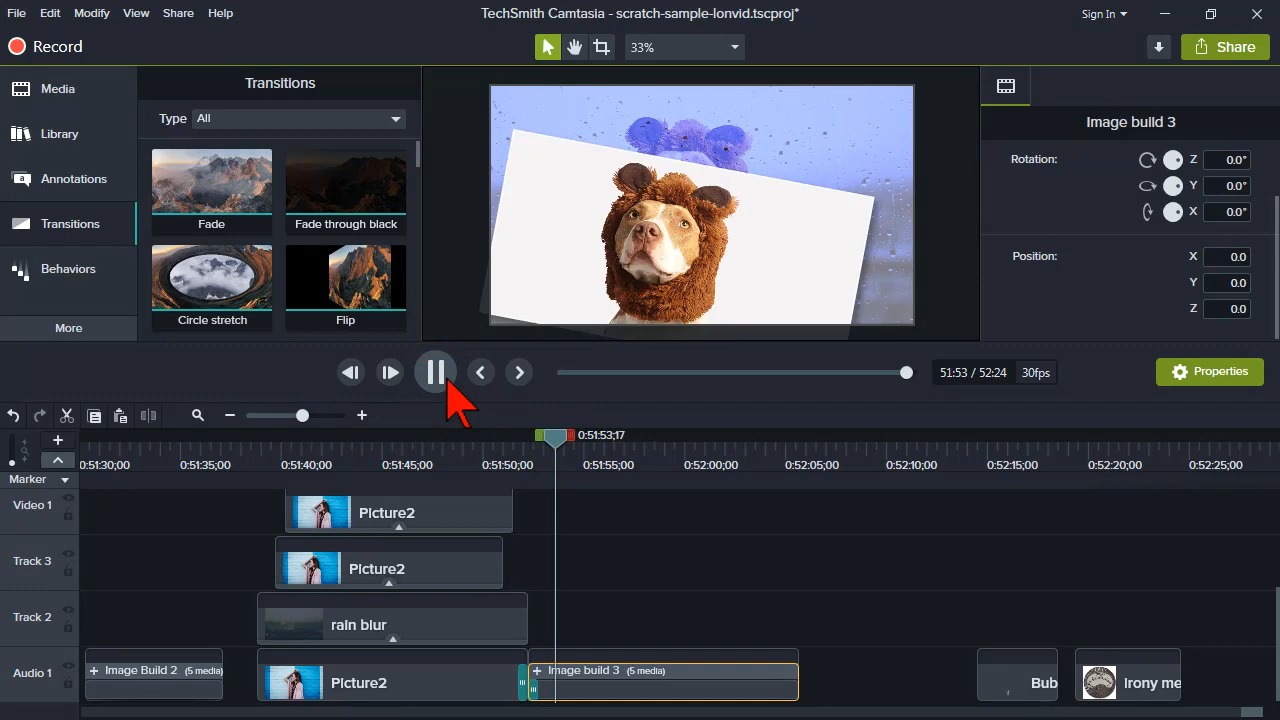 File Edit Modify View Share Help
TechSmith Camtasia - scratch-sample-lonvid.tscproj*
Sign In
Record
33%
Share
Media
Library
Annotations
Transitions
Behaviors
More
Transitions
Type All
Fade
Fade through black
Circle stretch
Flip
Image build 3
Rotation:
Z 0.0°
Y 0.0°
X 0.0°
Position:
X 0.0
Y 0.0
Z 0.0
51:53 / 52:24 30fps
Properties
0:51:53;17
0:51:30;00 0:51:35;00 0:51:40;00 0:51:45;00 0:51:50;00 0:51:55;00 0:52:00;00 0:52:05;00 0:52:10;00 0:52:15;00 0:52:20;00 0:52:25;00
Marker
Video 1
Picture2
Track 3
Picture2
Track 2
rain blur
Audio 1
+ Image Build 2 (5 media)
Picture2
+ Image build 3 (5 media)
Bub
Irony me